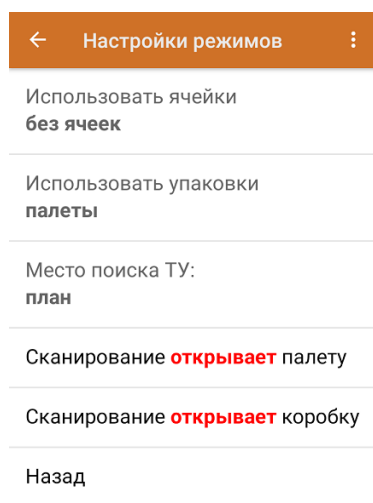 Настройки режимов
Использовать ячейки
без ячеек
Использовать упаковки
палеты
Место поиска ТУ:
план
Сканирование открывает палету
Сканирование открывает коробку
Назад